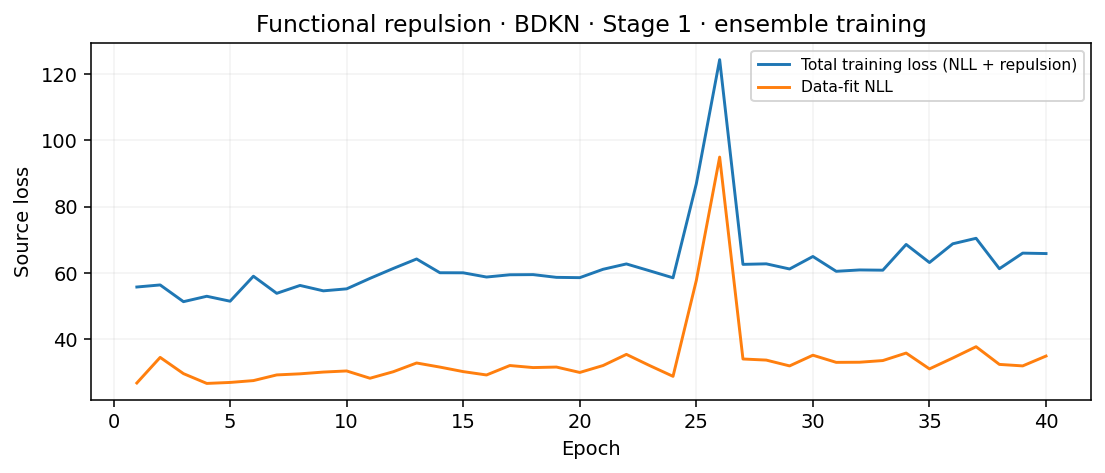 Functional repulsion · BDKN · Stage 1 · ensemble training
Total training loss (NLL + repulsion)
Data-fit NLL
Source loss
120
100
80
60
40
0 5 10 15 20 25 30 35 40
Epoch